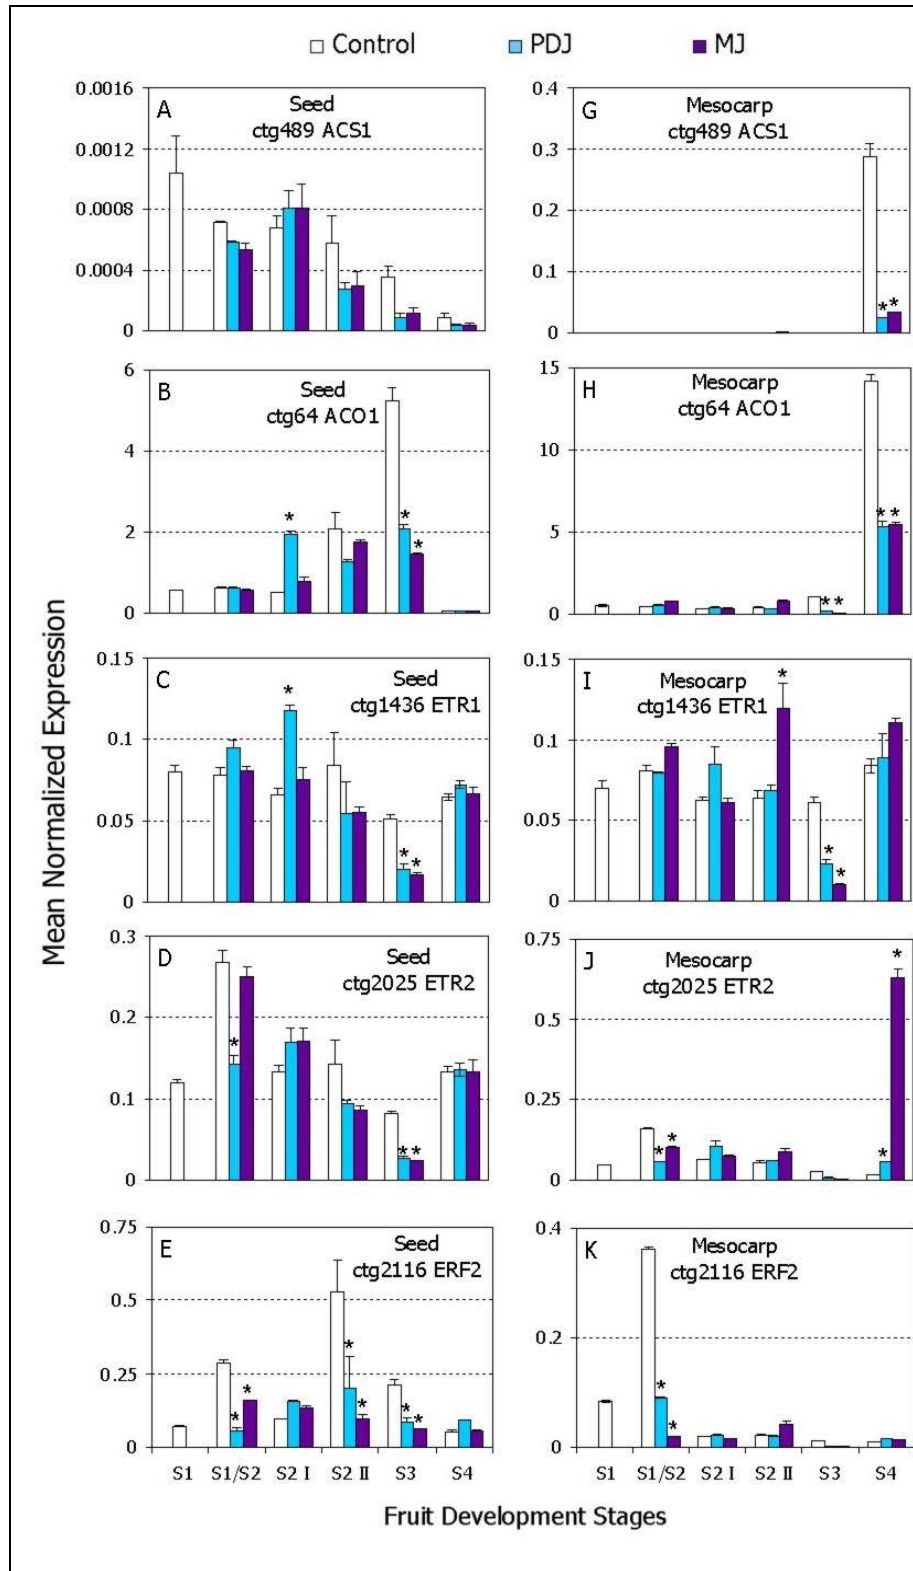 Control PDJ MJ
Mean Normalized Expression
A
Seed
ctg489 ACS1
0.0016
0.0012
0.0008
0.0004
0
G
Mesocarp
ctg489 ACS1
0.4
0.3
0.2
0.1
0
* *
B
Seed
ctg64 ACO1
6
4
2
0
* * *
H
Mesocarp
ctg64 ACO1
15
10
5
0
* * * *
C
Seed
ctg1436 ETR1
0.15
0.1
0.05
0
* * *
I
Mesocarp
ctg1436 ETR1
0.15
0.1
0.05
0
* * *
D
Seed
ctg2025 ETR2
0.3
0.2
0.1
0
* * *
J
Mesocarp
ctg2025 ETR2
0.75
0.5
0.25
0
* * * *
E
Seed
ctg2116 ERF2
0.75
0.5
0.25
0
* * * * * *
S1 S1/S2 S2 I S2 II S3 S4
K
Mesocarp
ctg2116 ERF2
0.4
0.2
0
* *
S1 S1/S2 S2 I S2 II S3 S4
Fruit Development Stages